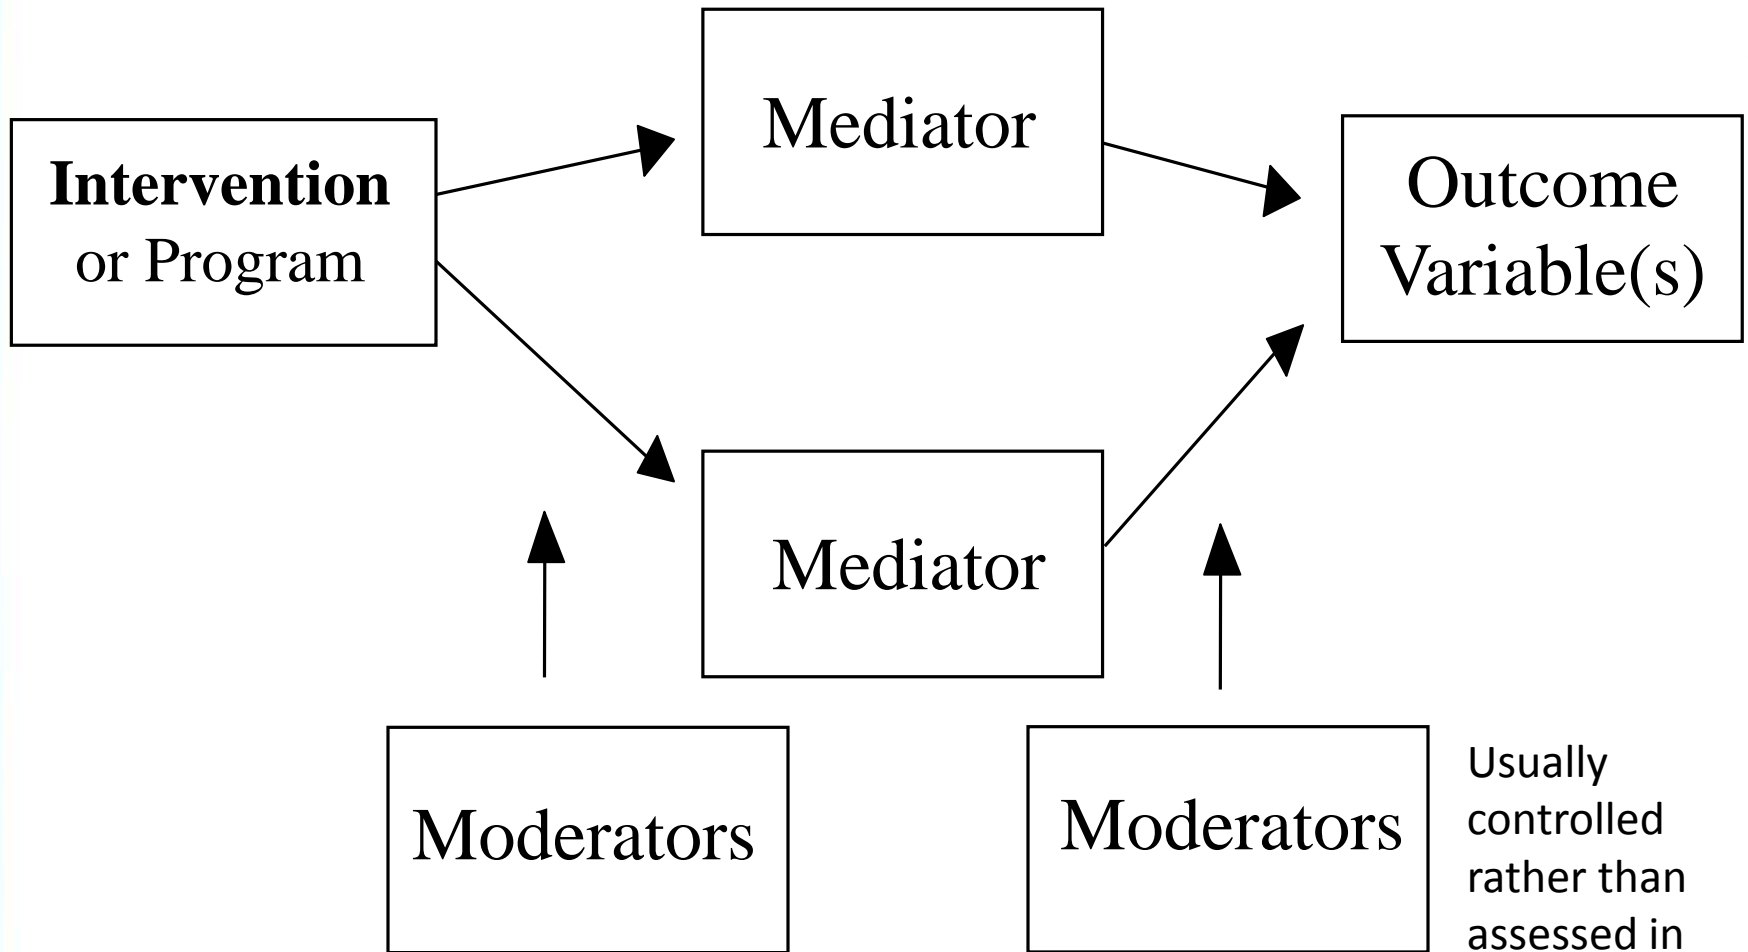 Mediator
Intervention
or Program
Outcome
Variable(s)
Mediator
Moderators
Moderators
Usually
controlled
rather than
assessed in